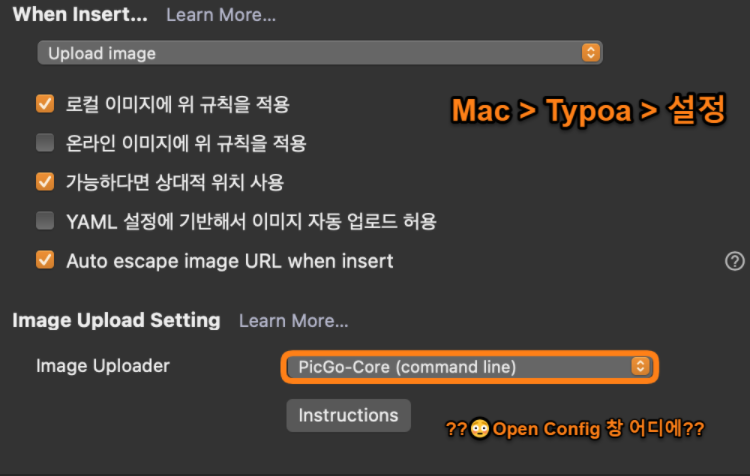 When Insert... Learn More...
Upload image
로컬 이미지에 위 규칙을 적용
Mac > Typoa > 설정
온라인 이미지에 위 규칙을 적용
가능하다면 상대적 위치 사용
YAML 설정에 기반해서 이미지 자동 업로드 허용
Auto escape image URL when insert
?
Image Upload Setting Learn More...
Image Uploader PicGo-Core (command line)
Instructions
??😳Open Config 창 어디에??